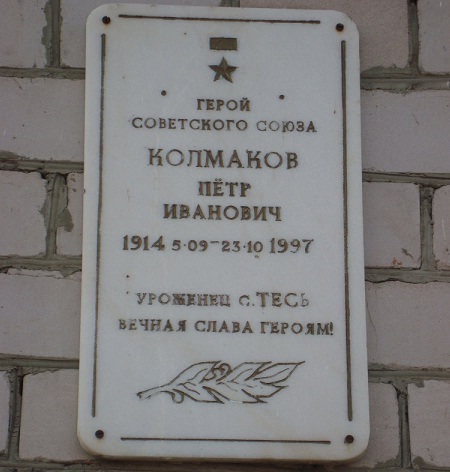 ГЕРОЙ
СОВЕТСКОГО СОЮЗА
КОЛМАКОВ
ПЁТР
ИВАНОВИЧ
1914 5·09-23·10 1997
УРОЖЕНЕЦ С.ТЕСЬ
ВЕЧНАЯ СЛАВА ГЕРОЯМ!